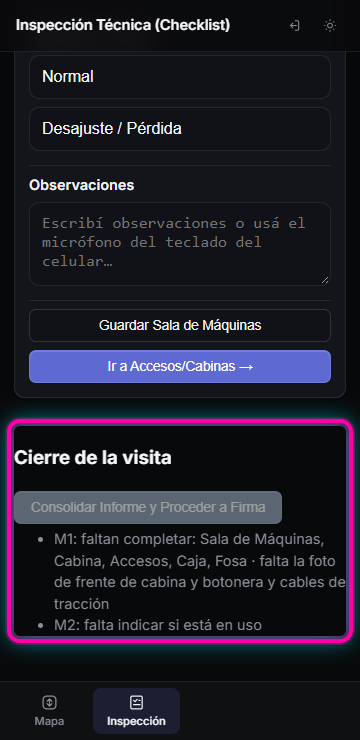 Inspección Técnica (Checklist)
Normal
Desajuste / Pérdida
Observaciones
Escribí observaciones o usá el
micrófono del teclado del
celular…
Guardar Sala de Máquinas
Ir a Accesos/Cabinas →
Cierre de la visita
Consolidar Informe y Proceder a Firma
• M1: faltan completar: Sala de Máquinas,
Cabina, Accesos, Caja, Fosa · falta la foto
de frente de cabina y botonera y cables de
tracción
• M2: falta indicar si está en uso
Mapa
Inspección